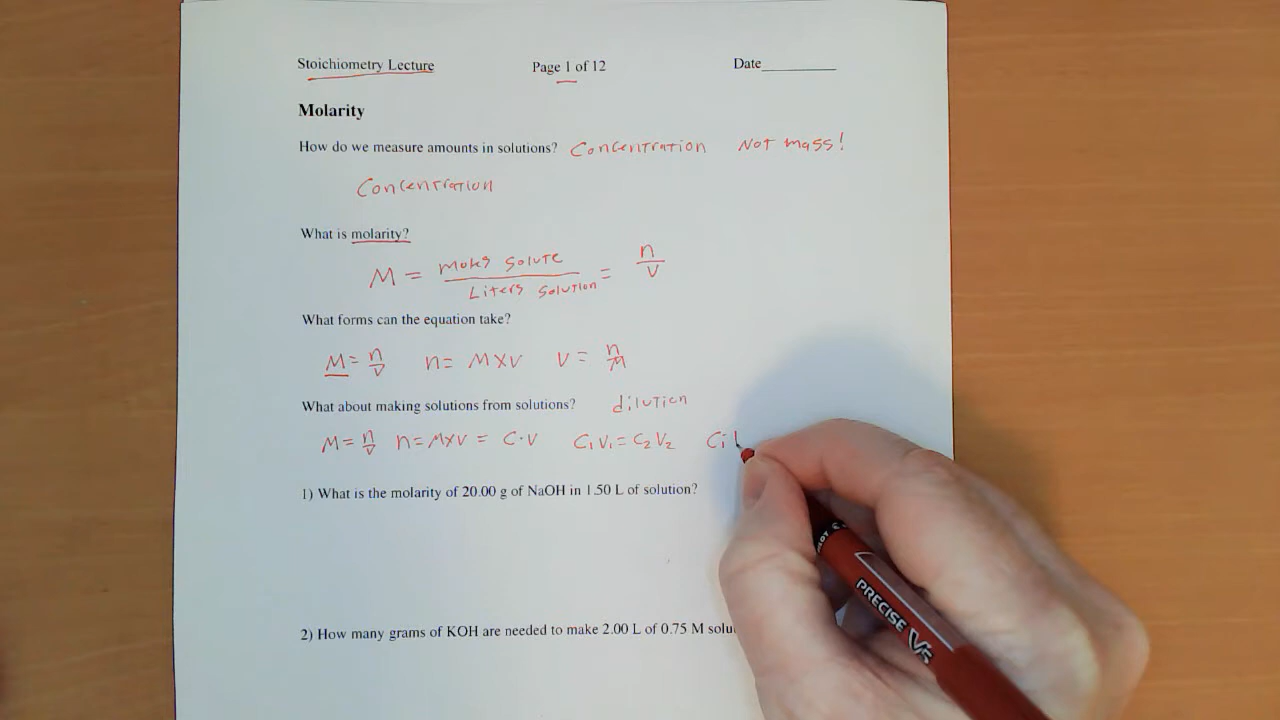 Stoichiometry Lecture Page 1 of 12 Date__________
Molarity
How do we measure amounts in solutions? Concentration Not mass!
Concentration
What is molarity?
M = moles solute / Liters solution = n/v
What forms can the equation take?
M = n/v n = M×v v = n/M
What about making solutions from solutions? dilution
M = n/v n = M×v = C·v C₁V₁ = C₂V₂ Ci
1) What is the molarity of 20.00 g of NaOH in 1.50 L of solution?
2) How many grams of KOH are needed to make 2.00 L of 0.75 M solu
PRECISE V5